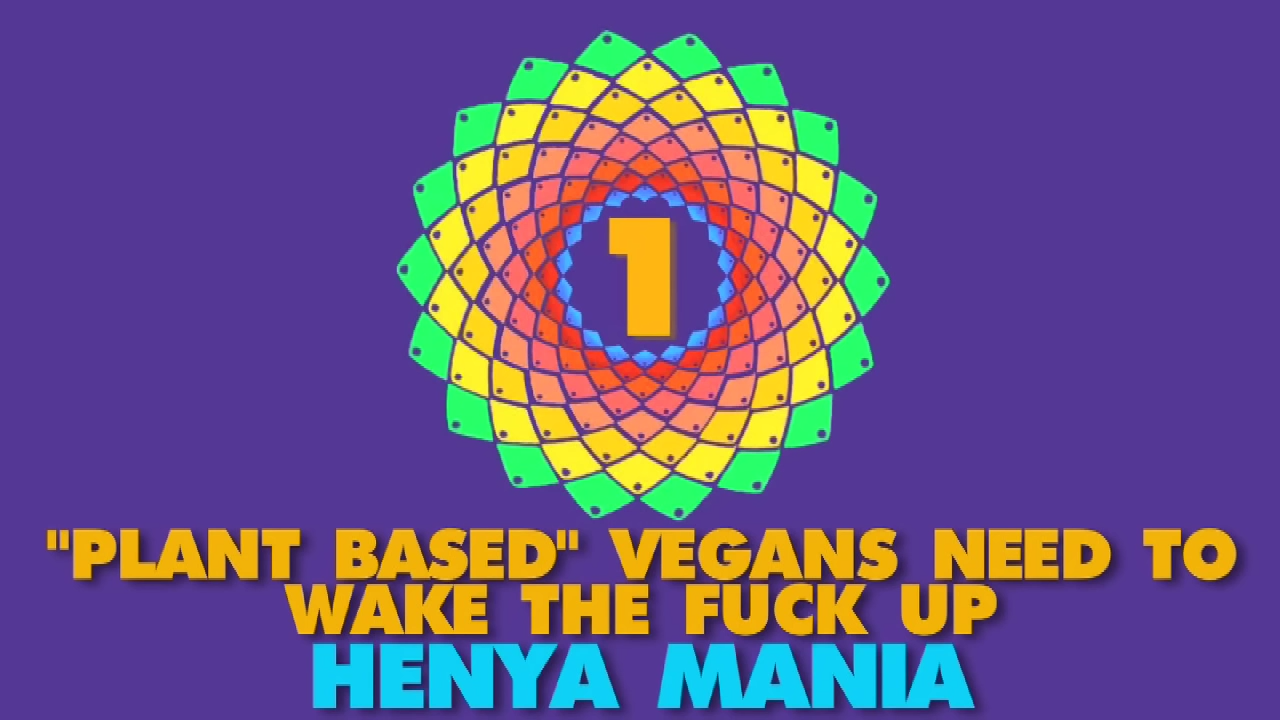 1
"PLANT BASED" VEGANS NEED TO
WAKE THE FUCK UP
HENYA MANIA